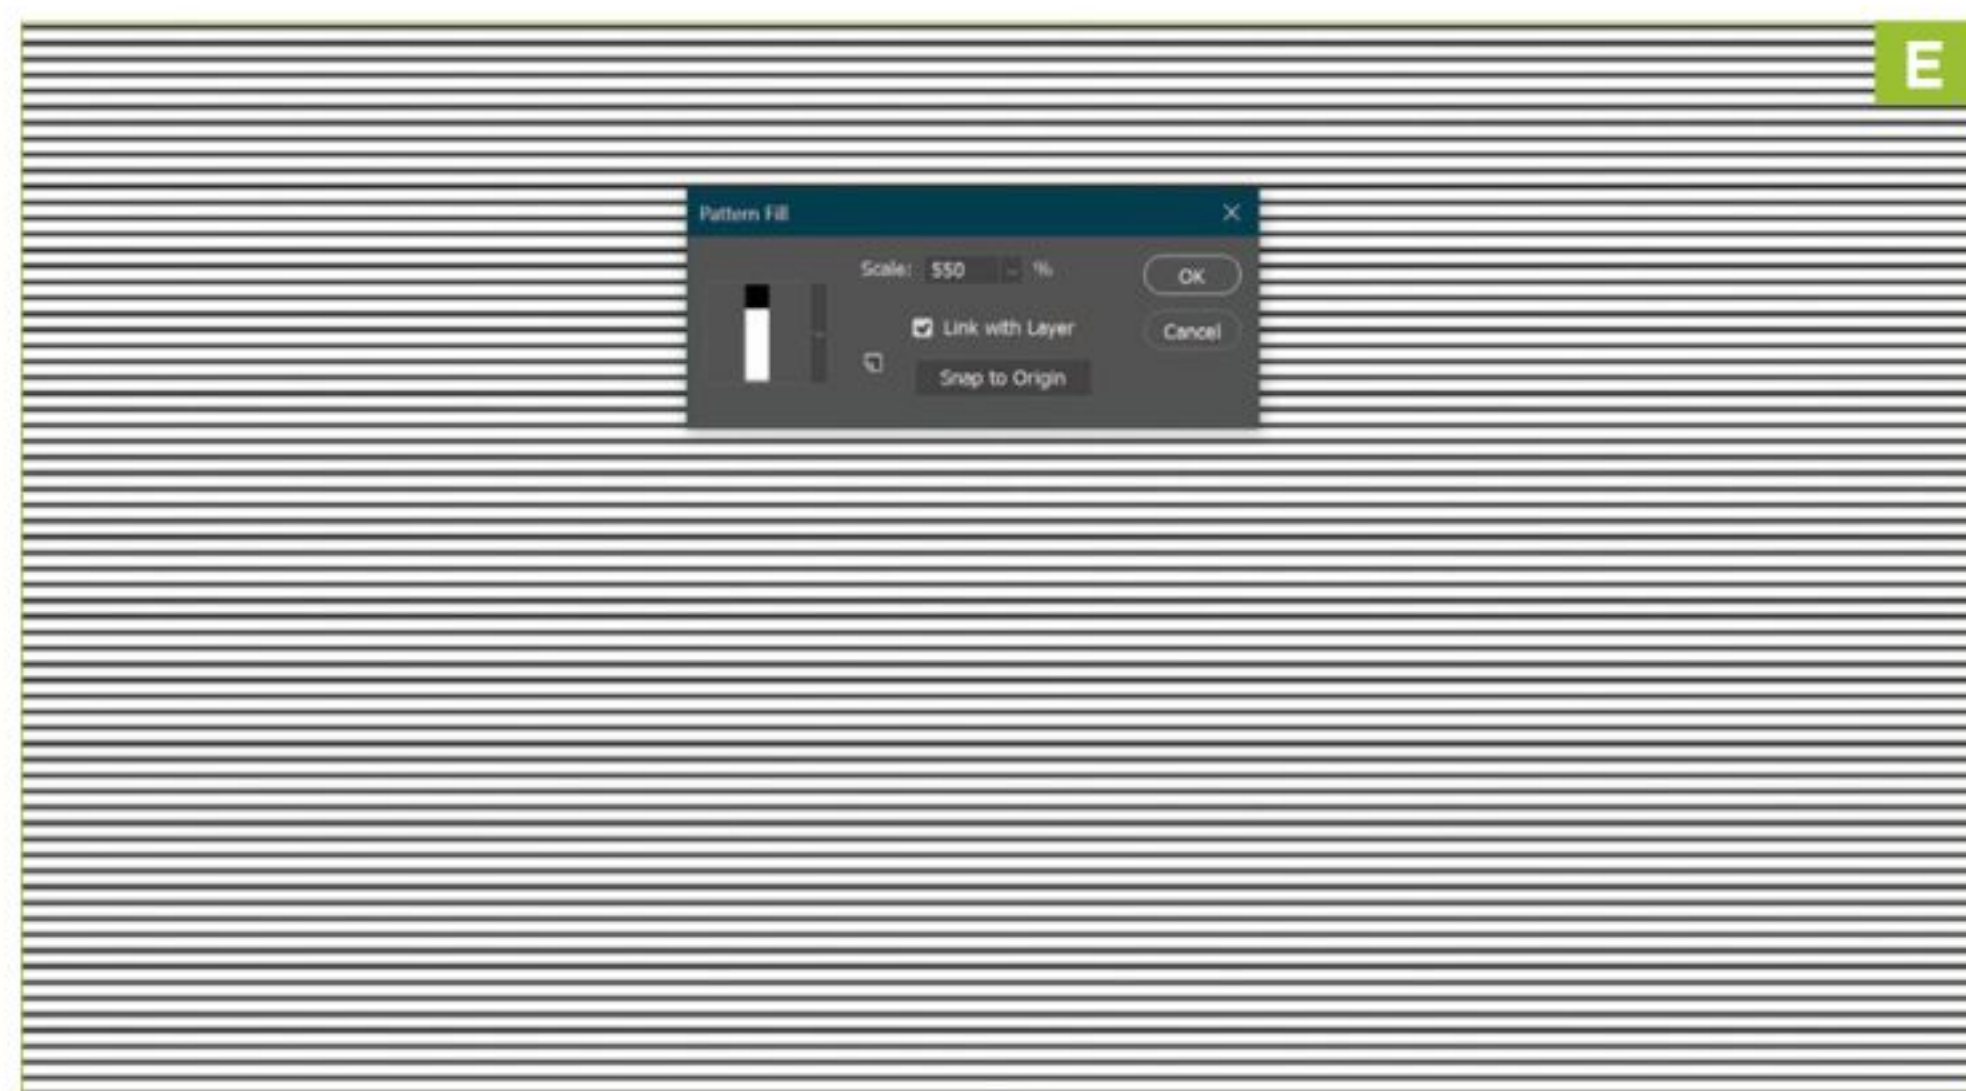 E
Pattern Fill
Scale: 550 %
OK
Link with Layer
Cancel
Snap to Origin